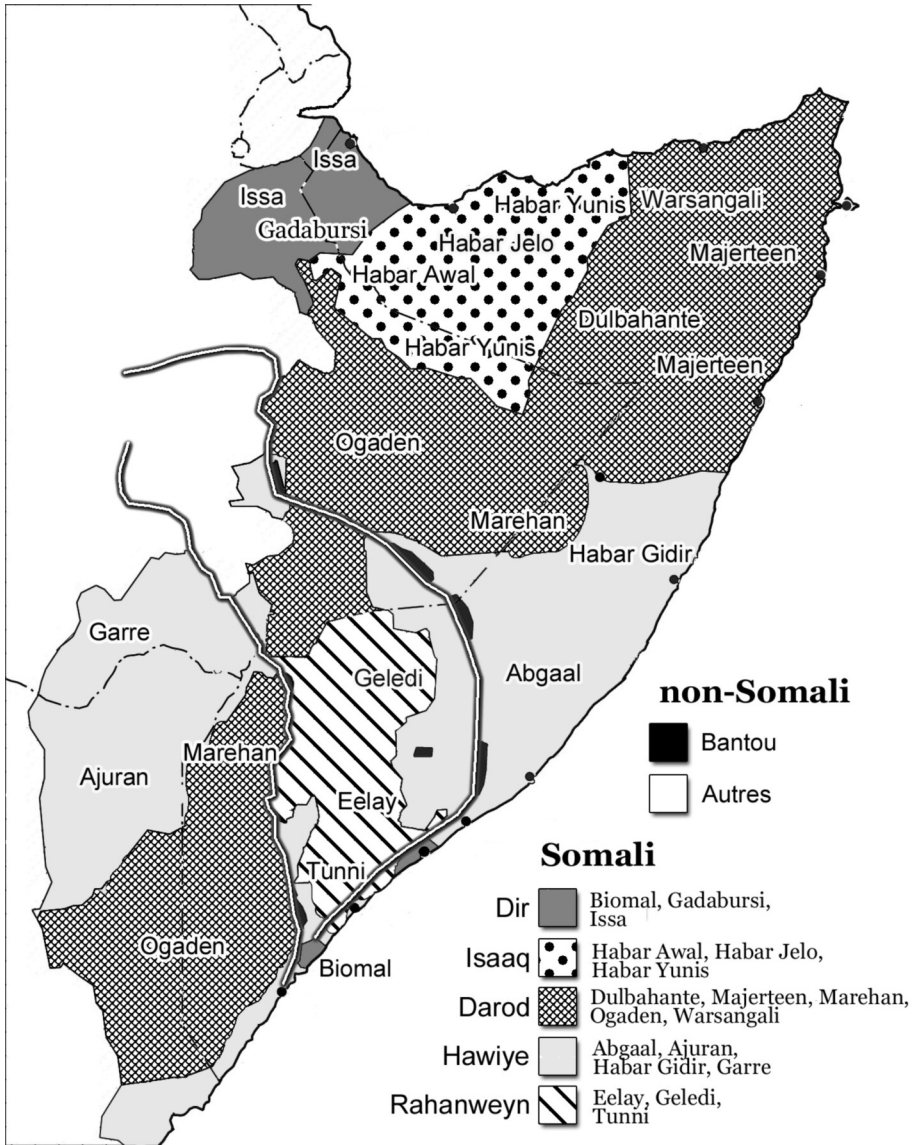 Issa
Issa
Gadabursi
Habar Yunis
Warsangali
Habar Jelo
Majerteen
Habar Awal
Dulbahante
Habar Yunis
Majerteen
Ogaden
Marehan
Habar Gidir
Garre
Geledi
Abgaal
Marehan
Ajuran
Eelay
Tunni
Ogaden
Biomal
non-Somali
Bantou
Autres
Somali
Dir
Biomal, Gadabursi,
Issa
Isaaq
Habar Awal, Habar Jelo,
Habar Yunis
Darod
Dulbahante, Majerteen, Marehan,
Ogaden, Warsangali
Hawiye
Abgaal, Ajuran,
Habar Gidir, Garre
Rahanweyn
Eelay, Geledi,
Tunni